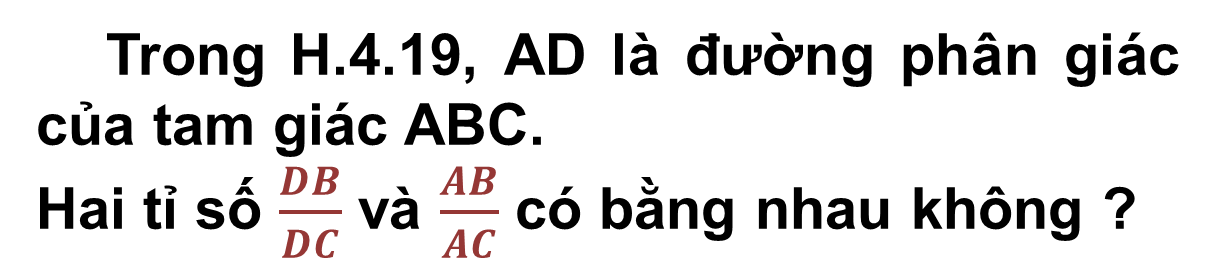 Trong H.4.19, AD là đường phân giác
của tam giác ABC.
Hai tỉ số DB/DC và AB/AC có bằng nhau không ?